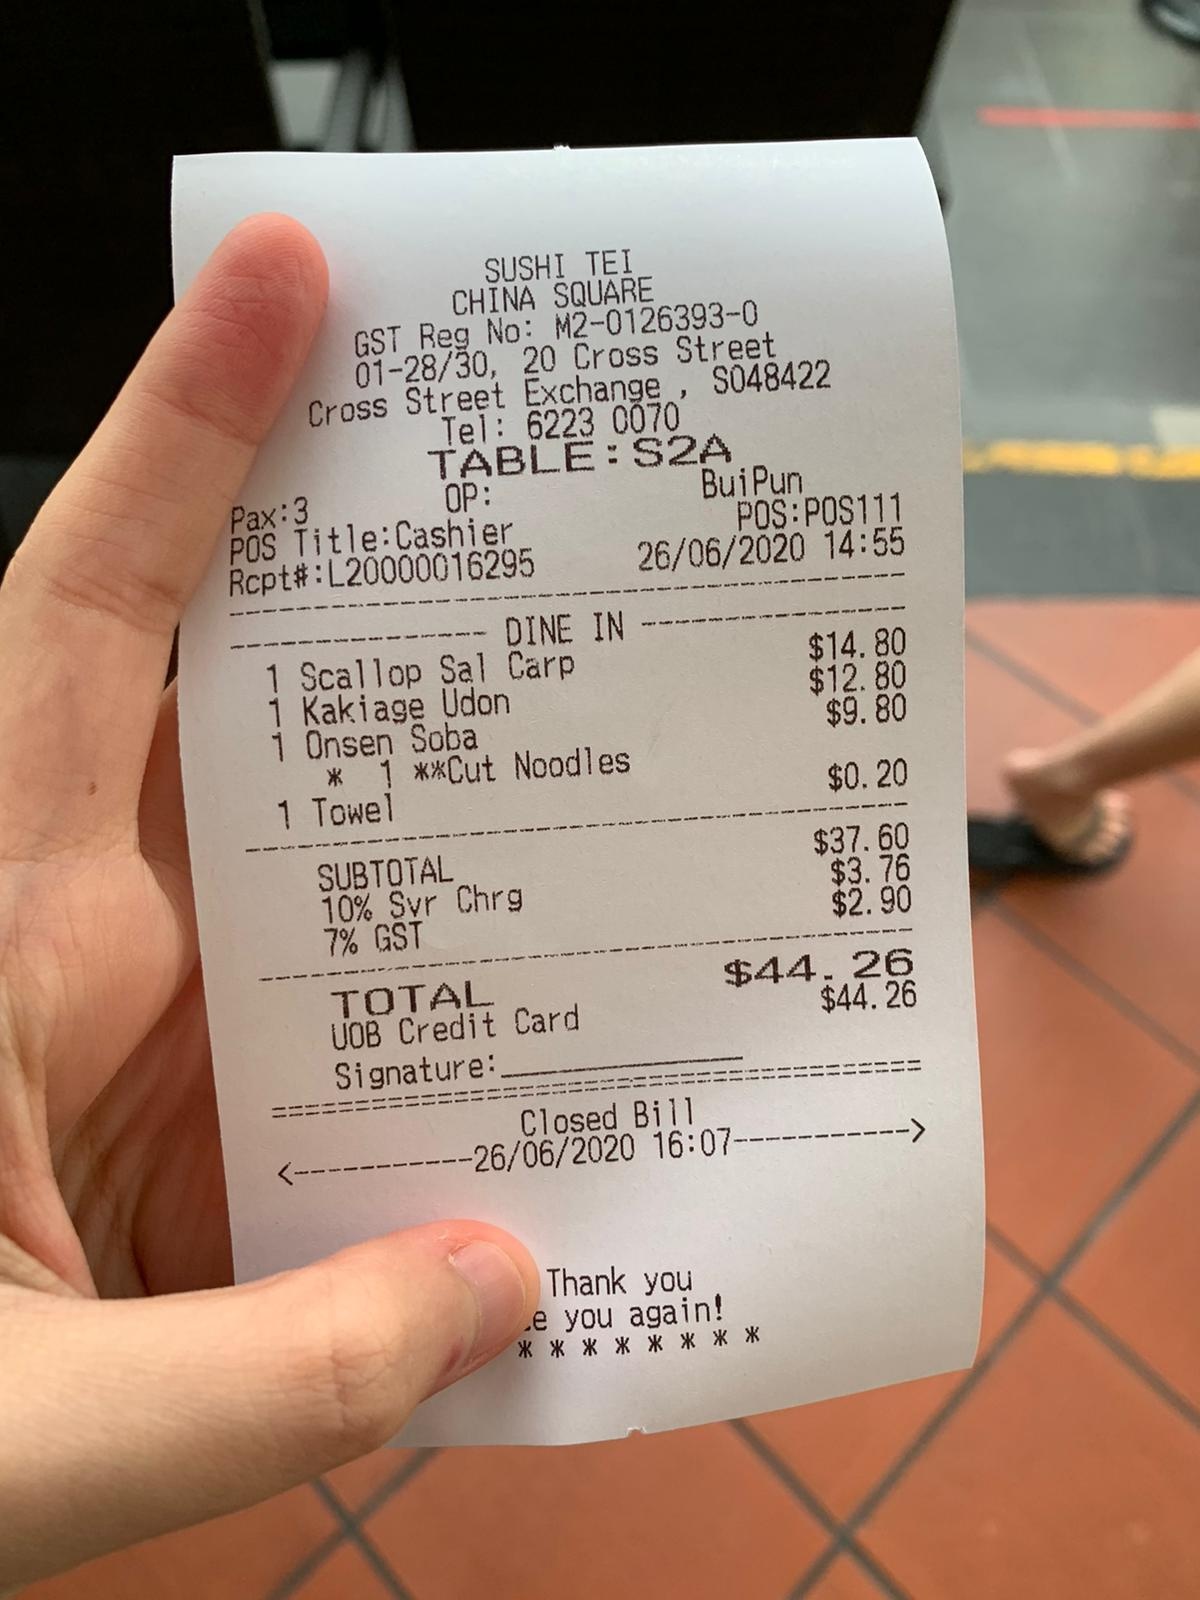 SUSHI TEI
CHINA SQUARE
GST Reg No: M2-0126393-0
01-28/30, 20 Cross Street
Cross Street Exchange , S048422
Tel: 6223 0070
TABLE:S2A
Pax:3 OP: BuiPun
POS Title:Cashier POS:POS111
Rcpt#:L20000016295 26/06/2020 14:55
DINE IN
1 Scallop Sal Carp $14.80
1 Kakiage Udon $12.80
1 Onsen Soba $9.80
* 1 **Cut Noodles
1 Towel $0.20
SUBTOTAL $37.60
10% Svr Chrg $3.76
7% GST $2.90
TOTAL $44.26
UOB Credit Card $44.26
Signature:
Closed Bill
<-----------26/06/2020 16:07----------->
Thank you
you again!
* * * * * * * *